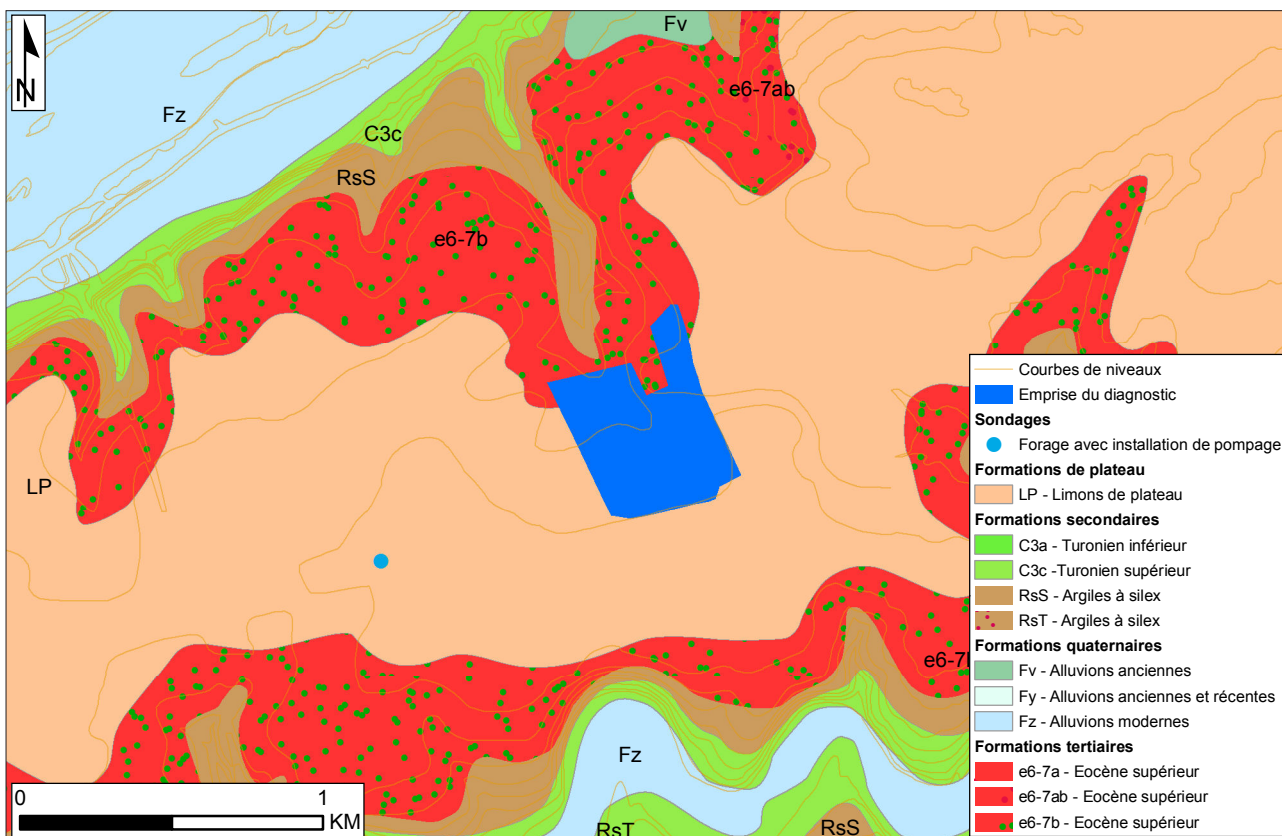 N
Fv
e6-7ab
Fz
C3c
RsS
e6-7b
LP
Fz
RsT
RsS
0 1
KM
Courbes de niveaux
Emprise du diagnostic
Sondages
Forage avec installation de pompage
Formations de plateau
LP - Limons de plateau
Formations secondaires
C3a - Turonien inférieur
C3c -Turonien supérieur
RsS - Argiles à silex
RsT - Argiles à silex
Formations quaternaires
Fv - Alluvions anciennes
Fy - Alluvions anciennes et récentes
Fz - Alluvions modernes
Formations tertiaires
e6-7a - Eocène supérieur
e6-7ab - Eocène supérieur
e6-7b - Eocène supérieur